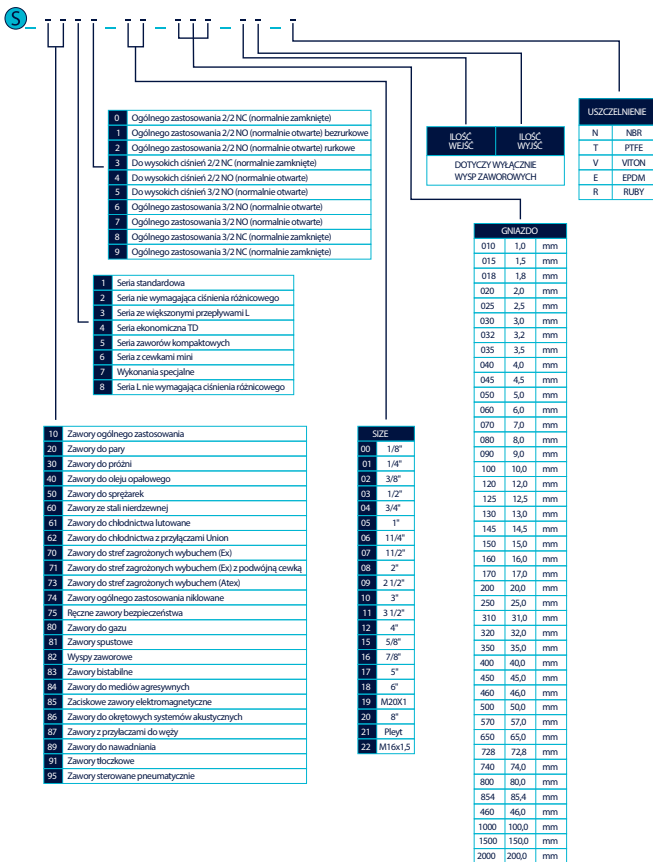 S
0 Ogólnego zastosowania 2/2 NC (normalnie zamknięte)
1 Ogólnego zastosowania 2/2 NO (normalnie otwarte) bezrurkowe
2 Ogólnego zastosowania 2/2 NO (normalnie otwarte) rurkowe
3 Do wysokich ciśnień 2/2 NC (normalnie zamknięte)
4 Do wysokich ciśnień 2/2 NO (normalnie otwarte)
5 Do wysokich ciśnień 3/2 NO (normalnie otwarte)
6 Ogólnego zastosowania 3/2 NO (normalnie otwarte)
7 Ogólnego zastosowania 3/2 NO (normalnie otwarte)
8 Ogólnego zastosowania 3/2 NC (normalnie zamknięte)
9 Ogólnego zastosowania 3/2 NC (normalnie zamknięte)
1 Seria standardowa
2 Seria nie wymagająca ciśnienia różnicowego
3 Seria ze większonymi przepływami L
4 Seria ekonomiczna TD
5 Seria zaworów kompaktowych
6 Seria z cewkami mini
7 Wykonania specjalne
8 Seria L nie wymagająca ciśnienia różnicowego
10 Zawory ogólnego zastosowania
20 Zawory do pary
30 Zawory do próżni
40 Zawory do oleju opałowego
50 Zawory do sprężarek
60 Zawory ze stali nierdzewnej
61 Zawory do chłodnictwa lutowane
62 Zawory do chłodnictwa z przyłączami Union
70 Zawory do stref zagrożonych wybuchem (Ex)
71 Zawory do stref zagrożonych wybuchem (Ex) z podwójną cewką
73 Zawory do stref zagrożonych wybuchem (Atex)
74 Zawory ogólnego zastosowania niklowane
75 Ręczne zawory bezpieczeństwa
80 Zawory do gazu
81 Zawory spustowe
82 Wyspy zaworowe
83 Zawory bistabilne
84 Zawory do mediów agresywnych
85 Zaciskowe zawory elektromagnetyczne
86 Zawory do okrętowych systemów akustycznych
87 Zawory z przyłaczami do węży
89 Zawory do nawadniania
91 Zawory tłoczkowe
95 Zawory sterowane pneumatycznie
SIZE
00 1/8"
01 1/4"
02 3/8"
03 1/2"
04 3/4"
05 1"
06 11/4"
07 11/2"
08 2"
09 2 1/2"
10 3"
11 3 1/2"
12 4"
15 5/8"
16 7/8"
17 5"
18 6"
19 M20X1
20 8"
21 Pleyt
22 M16x1,5
ILOŚĆ WEJŚĆ
ILOŚĆ WYJŚĆ
DOTYCZY WYŁĄCZNIE
WYSP ZAWOROWYCH
USZCZELNIENIE
N NBR
T PTFE
V VITON
E EPDM
R RUBY
GNIAZDO
010 1,0 mm
015 1,5 mm
018 1,8 mm
020 2,0 mm
025 2,5 mm
030 3,0 mm
032 3,2 mm
035 3,5 mm
040 4,0 mm
045 4,5 mm
050 5,0 mm
060 6,0 mm
070 7,0 mm
080 8,0 mm
090 9,0 mm
100 10,0 mm
120 12,0 mm
125 12,5 mm
130 13,0 mm
145 14,5 mm
150 15,0 mm
160 16,0 mm
170 17,0 mm
200 20,0 mm
250 25,0 mm
310 31,0 mm
320 32,0 mm
350 35,0 mm
400 40,0 mm
450 45,0 mm
460 46,0 mm
500 50,0 mm
570 57,0 mm
650 65,0 mm
728 72,8 mm
740 74,0 mm
800 80,0 mm
854 85,4 mm
460 46,0 mm
1000 100,0 mm
1500 150,0 mm
2000 200,0 mm